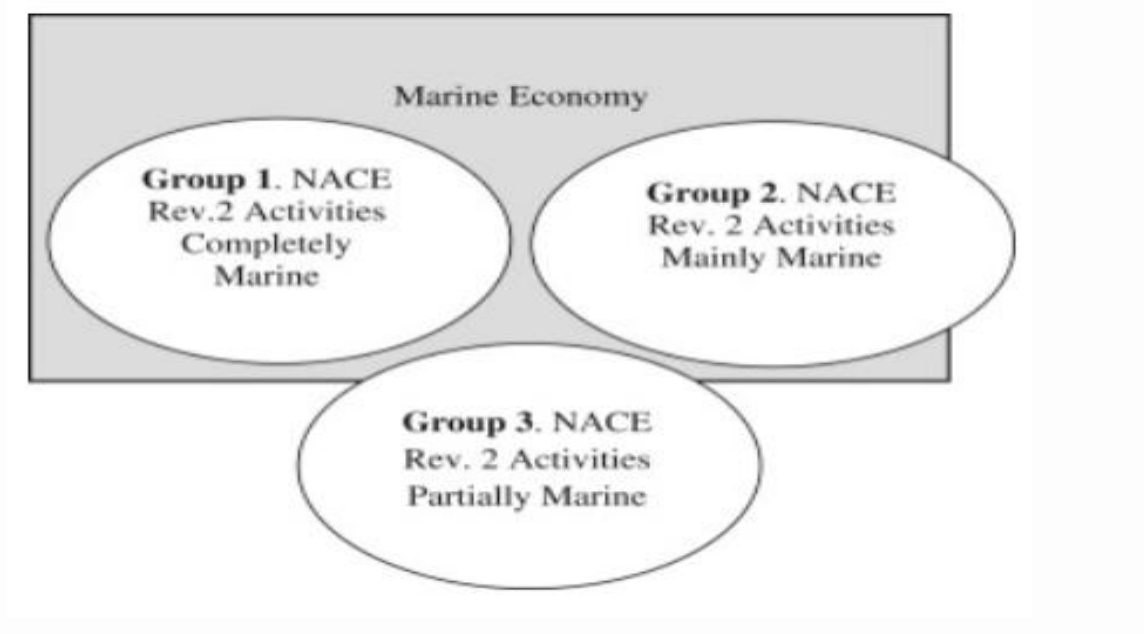 Marine Economy
Group 1. NACE
Rev.2 Activities
Completely
Marine
Group 2. NACE
Rev. 2 Activities
Mainly Marine
Group 3. NACE
Rev. 2 Activities
Partially Marine